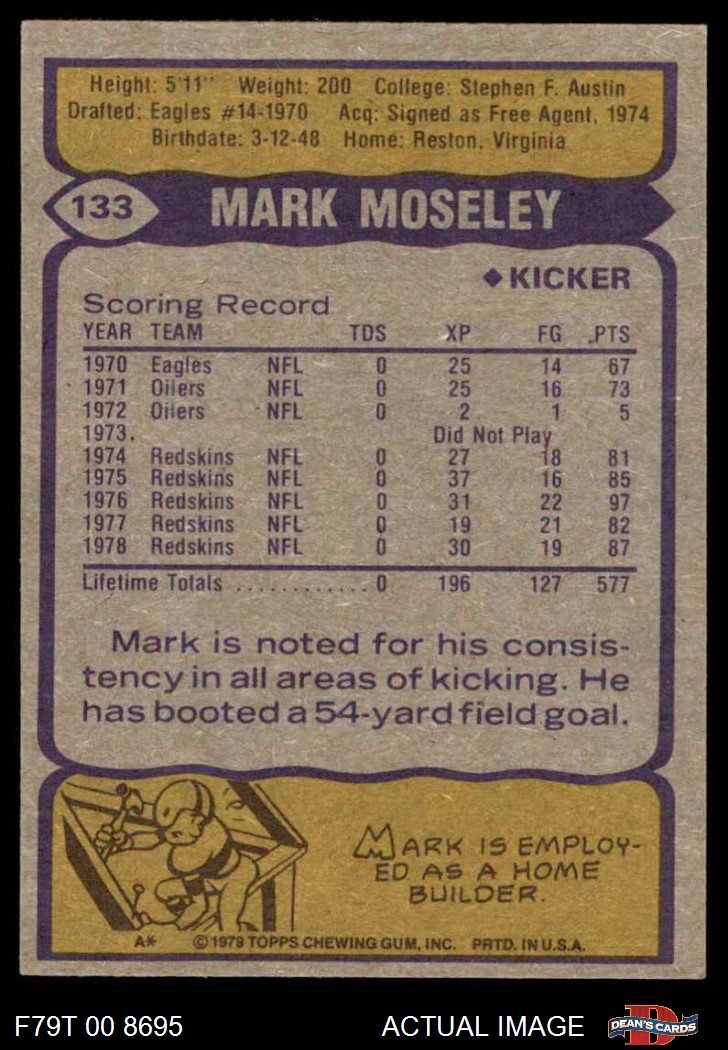 Height: 5'11" Weight: 200 College: Stephen F. Austin
Drafted: Eagles #14-1970 Acq: Signed as Free Agent, 1974
Birthdate: 3-12-48 Home: Reston, Virginia
133 MARK MOSELEY
◆ KICKER
Scoring Record
YEAR TEAM TDS XP FG PTS
1970 Eagles NFL 0 25 14 67
1971 Oilers NFL 0 25 16 73
1972 Oilers NFL 0 2 1 5
1973. Did Not Play
1974 Redskins NFL 0 27 18 81
1975 Redskins NFL 0 37 16 85
1976 Redskins NFL 0 31 22 97
1977 Redskins NFL 0 19 21 82
1978 Redskins NFL 0 30 19 87
Lifetime Totals ............ 0 196 127 577
Mark is noted for his consis-
tency in all areas of kicking. He
has booted a 54-yard field goal.
MARK IS EMPLOY-
ED AS A HOME
BUILDER.
A* © 1979 TOPPS CHEWING GUM, INC. PRTD. IN U.S.A.
F79T 00 8695 ACTUAL IMAGE D DEAN'S CARDS